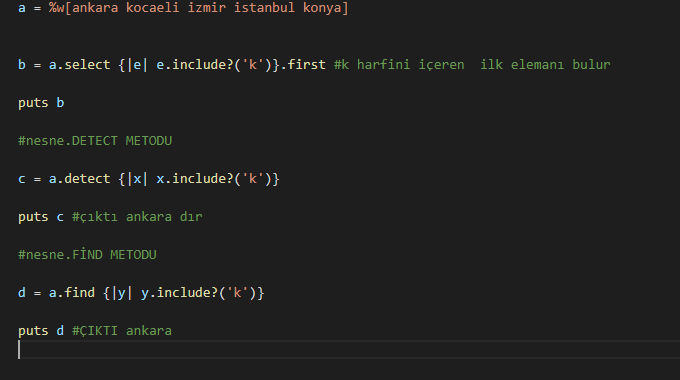 a = %w[ankara kocaeli izmir istanbul konya]
b = a.select {|e| e.include?('k')}.first #k harfini içeren  ilk elemanı bulur
puts b
#nesne.DETECT METODU
c = a.detect {|x| x.include?('k')}
puts c #çıktı ankara dır
#nesne.FİND METODU
d = a.find {|y| y.include?('k')}
puts d #ÇIKTI ankara